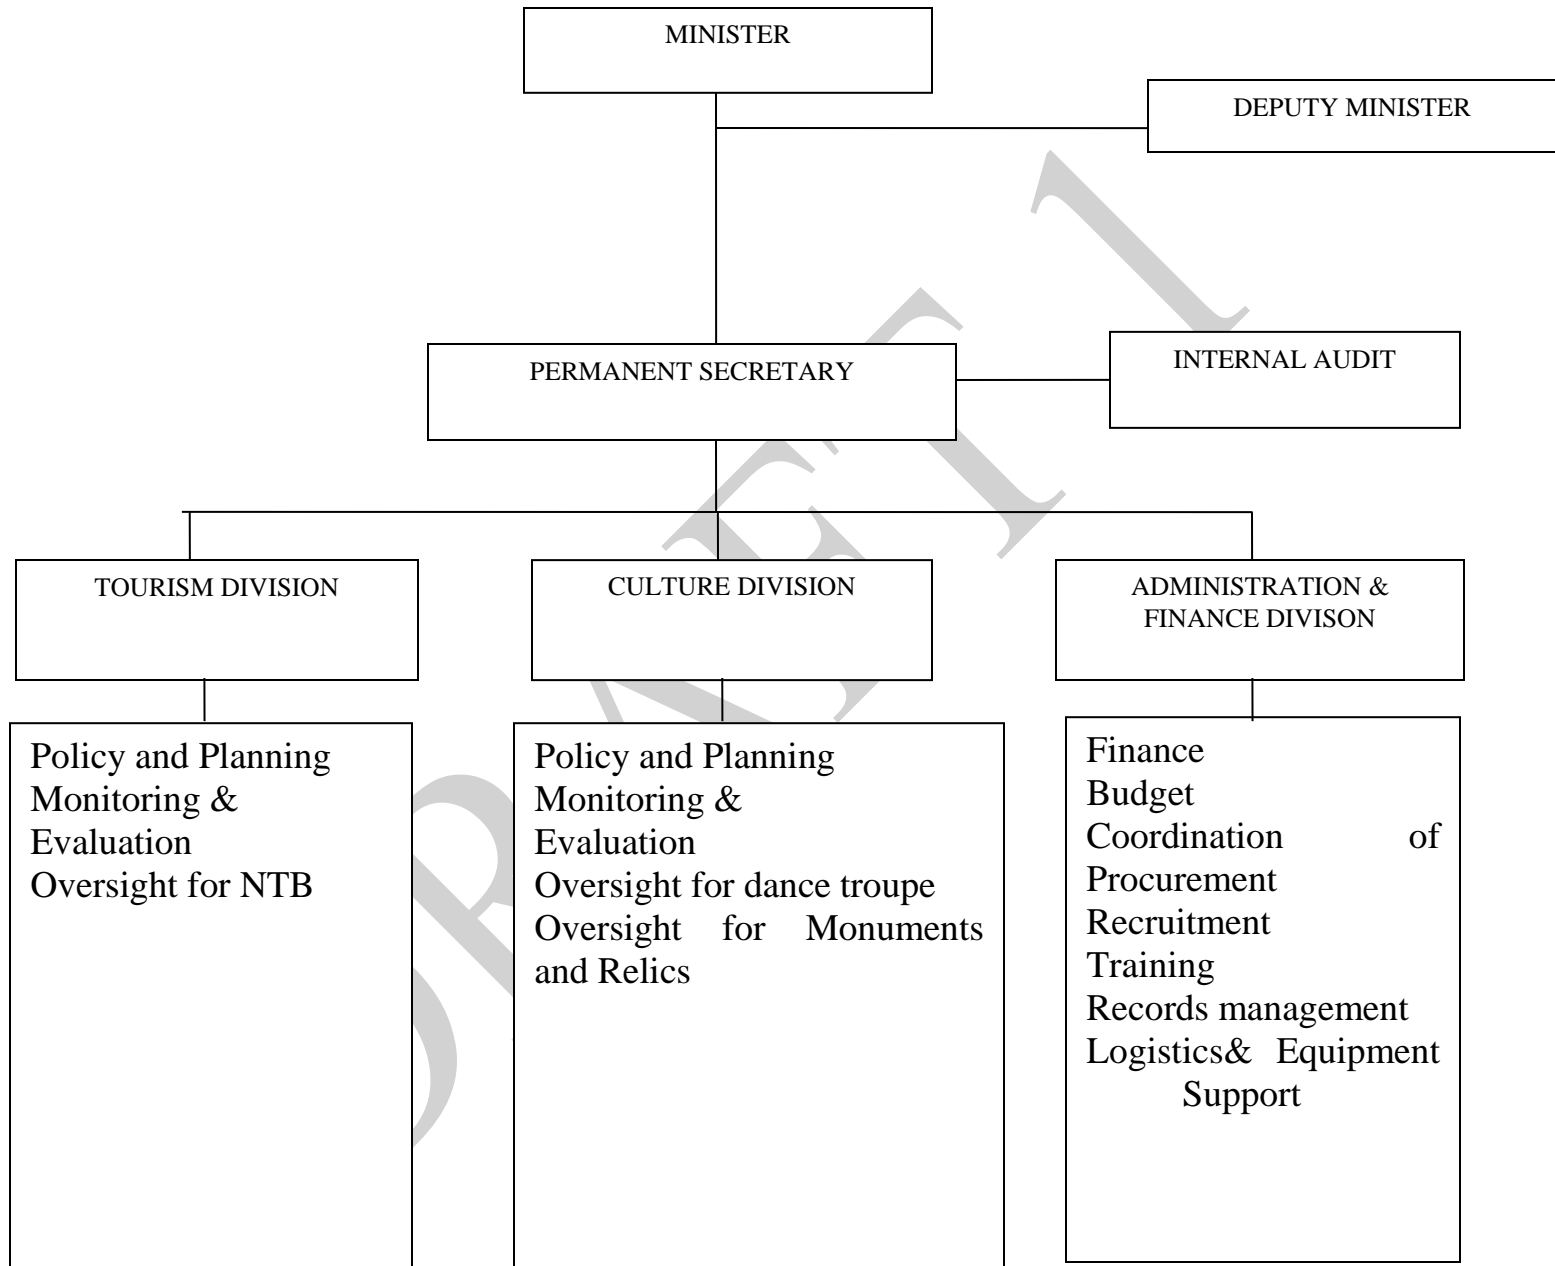 MINISTER
DEPUTY MINISTER
PERMANENT SECRETARY
INTERNAL AUDIT
TOURISM DIVISION
CULTURE DIVISION
ADMINISTRATION &
FINANCE DIVISON
Policy and Planning
Monitoring &
Evaluation
Oversight for NTB
Policy and Planning
Monitoring &
Evaluation
Oversight for dance troupe
Oversight for Monuments
and Relics
Finance
Budget
Coordination of
Procurement
Recruitment
Training
Records management
Logistics& Equipment
Support
DRAFT 1